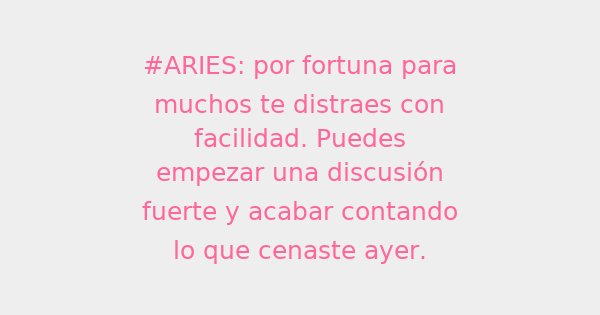 #ARIES: por fortuna para
muchos te distraes con
facilidad. Puedes
empezar una discusión
fuerte y acabar contando
lo que cenaste ayer.